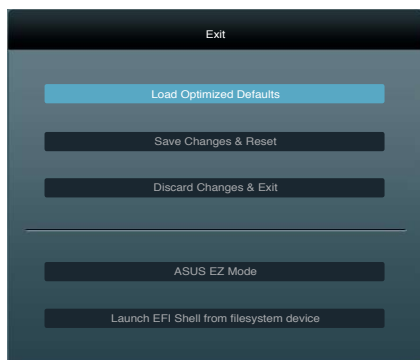 Exit
Load Optimized Defaults
Save Changes & Reset
Discard Changes & Exit
ASUS EZ Mode
Launch EFI Shell from filesystem device